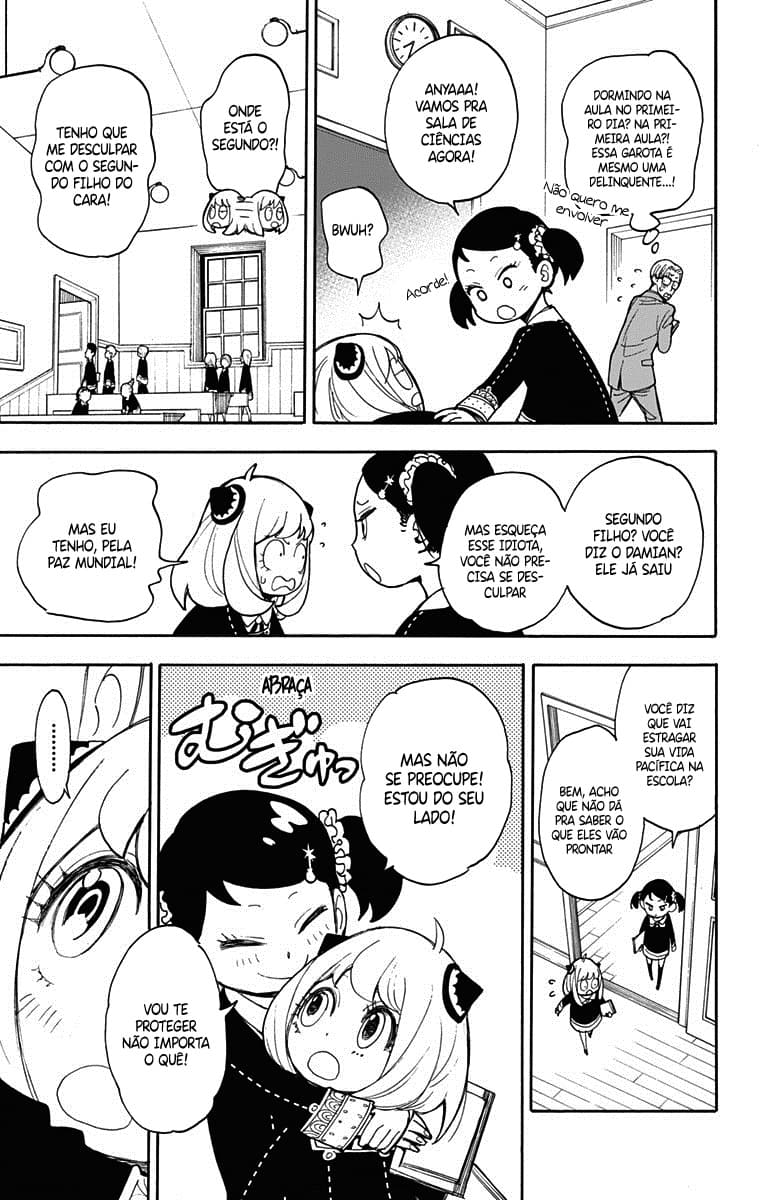 DORMINDO NA
AULA NO PRIMEI-
RO DIA? NA PRI-
MEIRA AULA?!
ESSA GAROTA É
MESMO UMA
DELINQUENTE...!
Não quero me
envolver
ANYAAA!
VAMOS PRA
SALA DE
CIÊNCIAS
AGORA!
Acorde!
BWUH?
ONDE
ESTÁ O
SEGUNDO?!
TENHO QUE
ME DESCULPAR
COM O SEGUN-
DO FILHO DO
CARA!
SEGUNDO
FILHO? VOCÊ
DIZ O DAMIAN?
ELE JÁ SAIU
MAS ESQUEÇA
ESSE IDIOTA,
VOCÊ NÃO PRE-
CISA SE DES-
CULPAR
MAS EU
TENHO, PELA
PAZ MUNDIAL!
VOCÊ DIZ
QUE VAI
ESTRAGAR
SUA VIDA
PACÍFICA NA
ESCOLA?
BEM, ACHO
QUE NÃO DÁ
PRA SABER O
QUE ELES VÃO
PRONTAR
ABRAÇA
むぎゅっ
MAS NÃO
SE PREOCUPE!
ESTOU DO SEU
LADO!
VOU TE
PROTEGER
NÃO IMPORTA
O QUÊ!
.........